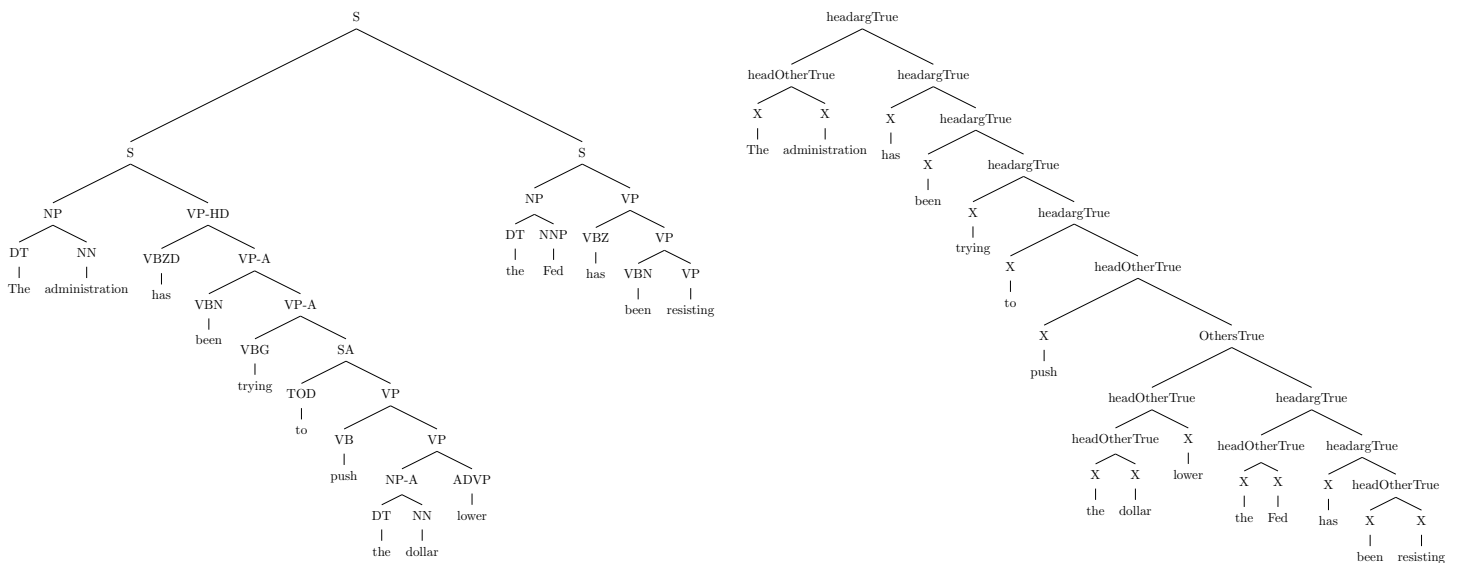 S
S S
NP VP-HD NP VP
DT NN VBZD VP-A DT NNP VBZ VP
The administration has VBN VP-A the Fed has VBN VP
been VBG SA been resisting
trying TOD VP
to VB VP
push NP-A ADVP
DT NN lower
the dollar
headargTrue
headOtherTrue headargTrue
X X X headargTrue
The administration has X headargTrue
been X headargTrue
trying X headOtherTrue
to X OthersTrue
push headOtherTrue headargTrue
headOtherTrue X headOtherTrue headargTrue
X X lower X X X headOtherTrue
the dollar the Fed has X X
been resisting